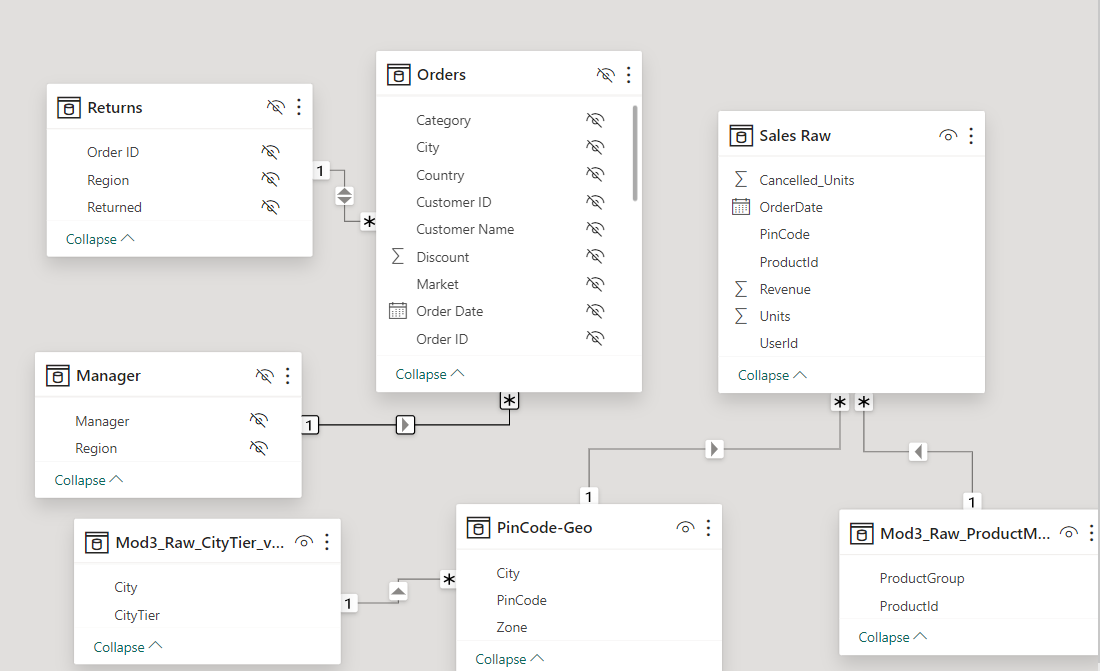 Returns
Order ID
Region
Returned
Collapse
1
*
Orders
Category
City
Country
Customer ID
Customer Name
Discount
Market
Order Date
Order ID
Collapse
*
Sales Raw
Cancelled_Units
OrderDate
PinCode
ProductId
Revenue
Units
UserId
Collapse
* *
Manager
Manager
Region
Collapse
1
Mod3_Raw_CityTier_v...
City
CityTier
Collapse
1
*
1
PinCode-Geo
City
PinCode
Zone
Collapse
1
Mod3_Raw_ProductM...
ProductGroup
ProductId
Collapse